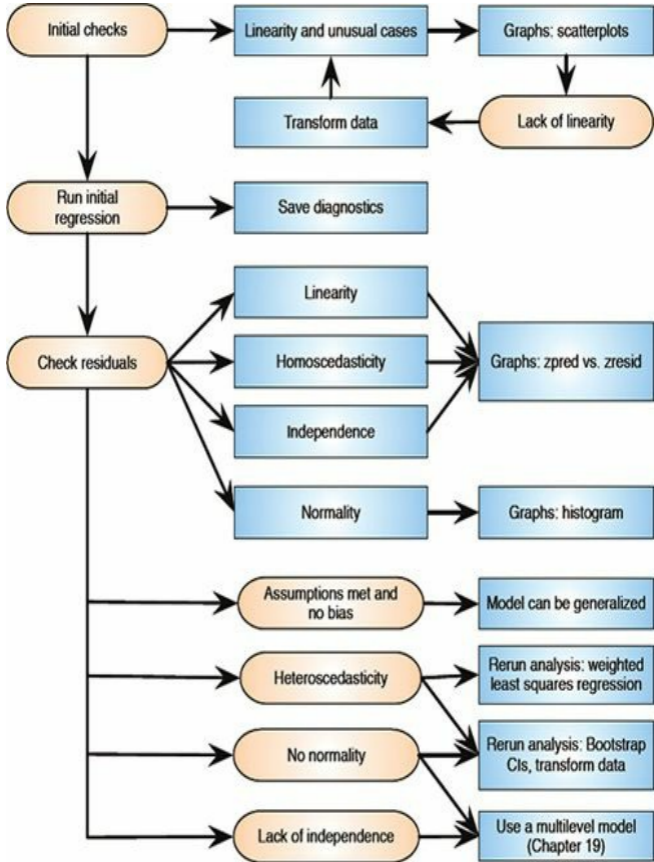 Initial checks
Linearity and unusual cases
Graphs: scatterplots
Transform data
Lack of linearity
Run initial
regression
Save diagnostics
Linearity
Check residuals
Homoscedasticity
Graphs: zpred vs. zresid
Independence
Normality
Graphs: histogram
Assumptions met and
no bias
Model can be generalized
Heteroscedasticity
Rerun analysis: weighted
least squares regression
No normality
Rerun analysis: Bootstrap
CIs, transform data
Lack of independence
Use a multilevel model
(Chapter 19)